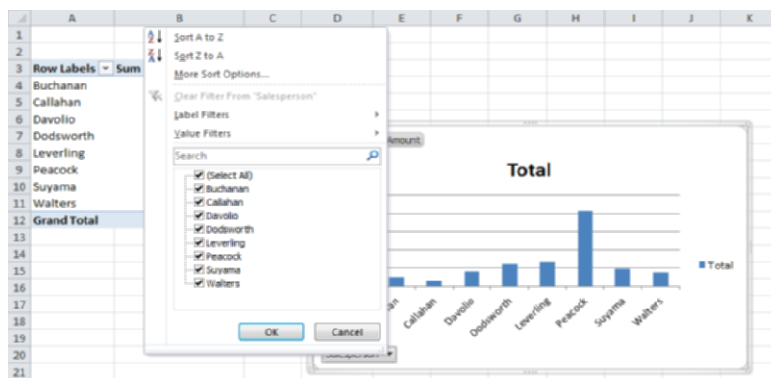 A B C D E F G H I J K
1
2
3 Row Labels Sum
4 Buchanan
5 Callahan
6 Davolio
7 Dodsworth
8 Leverling
9 Peacock
10 Suyama
11 Walters
12 Grand Total
13
14
15
16
17
18
19
20
21
Sort A to Z
Sort Z to A
More Sort Options...
Clear Filter From "Salesperson"
Label Filters
Value Filters
Search
(Select All)
Buchanan
Callahan
Davolio
Dodsworth
Leverling
Peacock
Suyama
Walters
OK Cancel
Amount
Total
Total
Callahan Davolio Dodsworth Leverling Peacock Suyama Walters
Salesperson